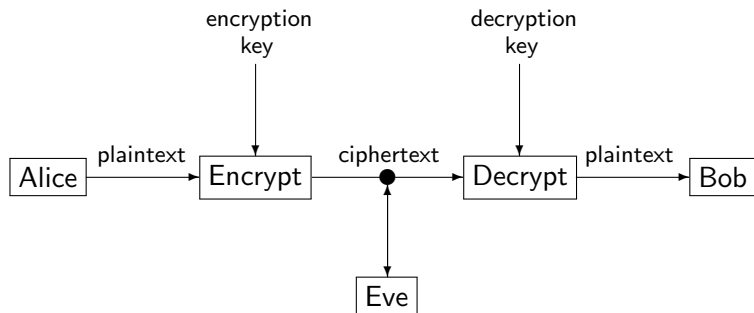 encryption
key
decryption
key
plaintext
ciphertext
plaintext
Alice
Encrypt
Decrypt
Bob
Eve